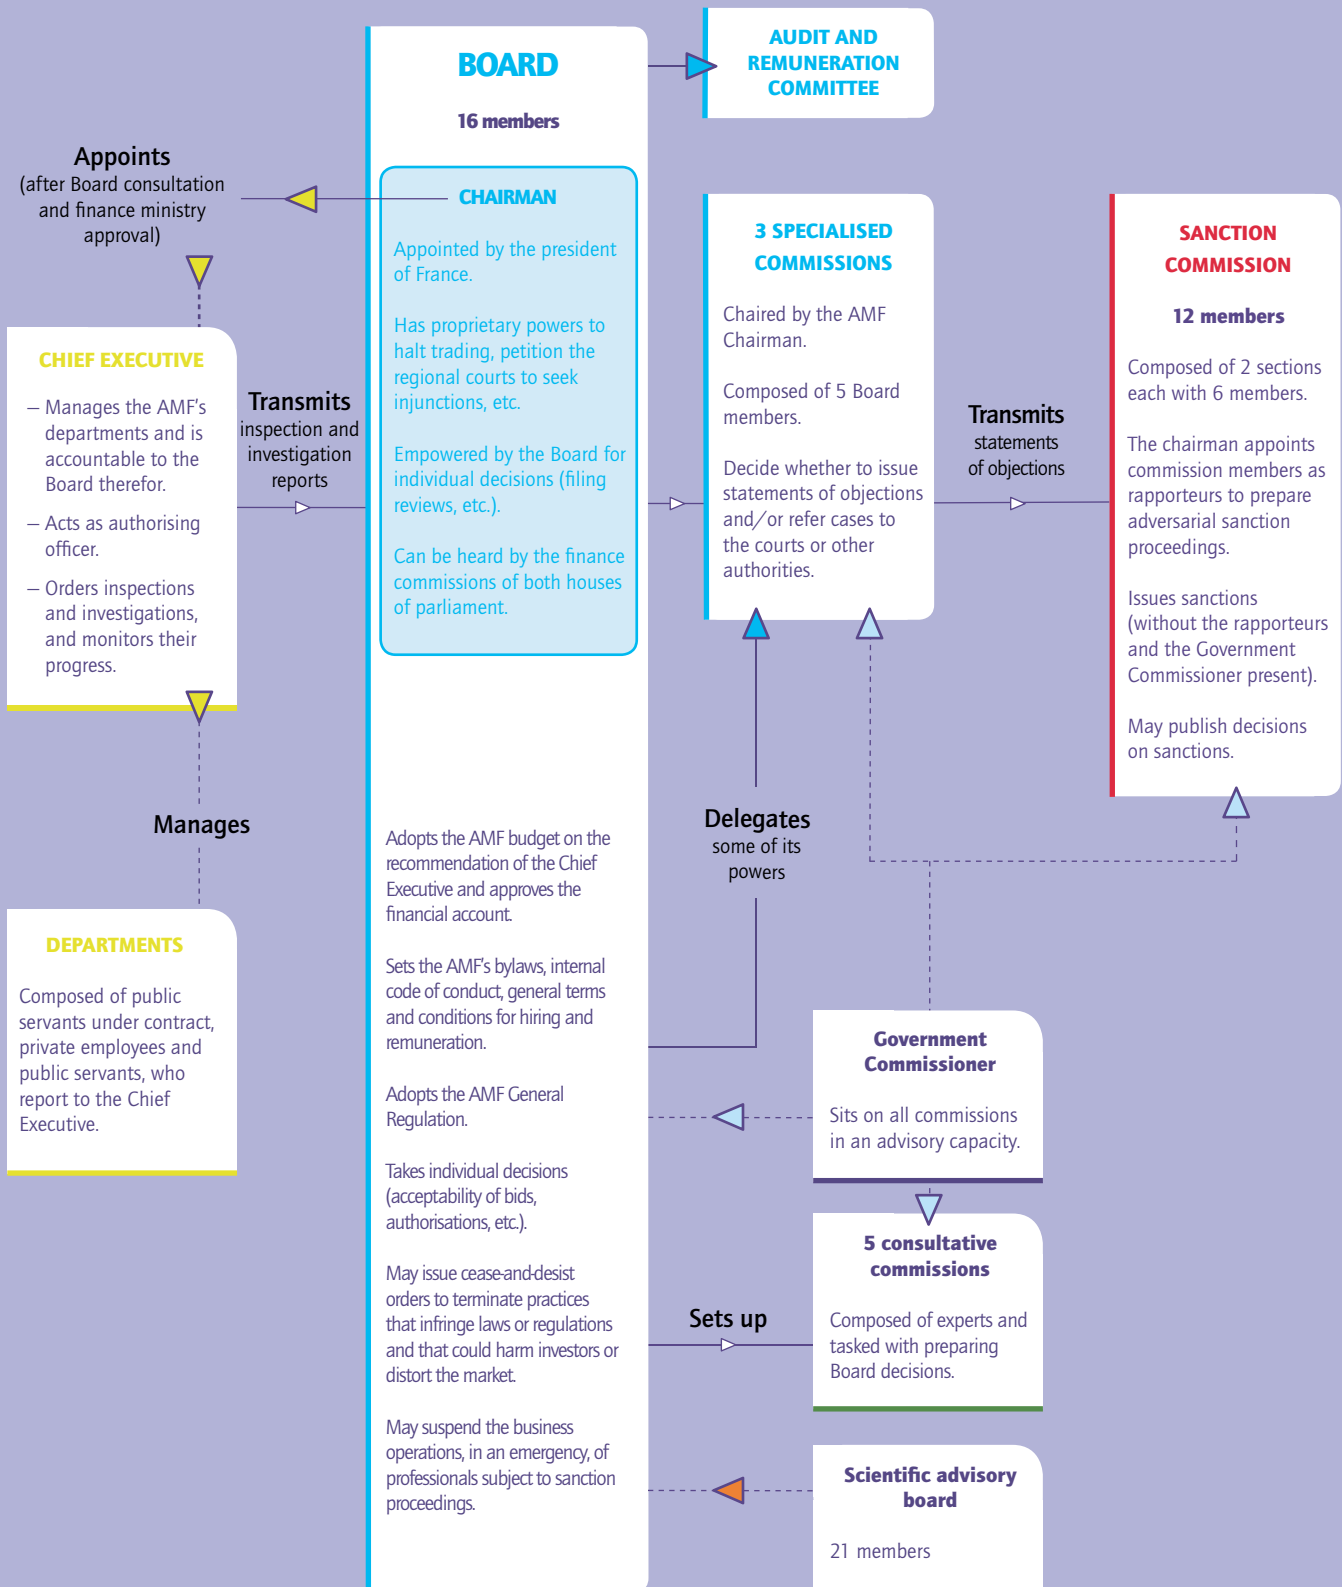 BOARD
16 members
AUDIT AND
REMUNERATION
COMMITTEE
Appoints
(after Board consultation
and finance ministry
approval)
CHAIRMAN
Appointed by the president
of France.
Has proprietary powers to
halt trading, petition the
regional courts to seek
injunctions, etc.
Empowered by the Board for
individual decisions (filing
reviews, etc.).
Can be heard by the finance
commissions of both houses
of parliament.
3 SPECIALISED
COMMISSIONS
Chaired by the AMF
Chairman.
Composed of 5 Board
members.
Decide whether to issue
statements of objections
and/or refer cases to
the courts or other
authorities.
SANCTION
COMMISSION
12 members
Composed of 2 sections
each with 6 members.
The chairman appoints
commission members as
rapporteurs to prepare
adversarial sanction
proceedings.
Issues sanctions
(without the rapporteurs
and the Government
Commissioner present).
May publish decisions
on sanctions.
CHIEF EXECUTIVE
– Manages the AMF's
departments and is
accountable to the
Board therefor.
– Acts as authorising
officer.
– Orders inspections
and investigations,
and monitors their
progress.
Transmits
inspection and
investigation
reports
Transmits
statements
of objections
Manages
DEPARTMENTS
Composed of public
servants under contract,
private employees and
public servants, who
report to the Chief
Executive.
Adopts the AMF budget on the
recommendation of the Chief
Executive and approves the
financial account.
Sets the AMF's bylaws, internal
code of conduct, general terms
and conditions for hiring and
remuneration.
Adopts the AMF General
Regulation.
Takes individual decisions
(acceptability of bids,
authorisations, etc.).
May issue cease-and-desist
orders to terminate practices
that infringe laws or regulations
and that could harm investors or
distort the market.
May suspend the business
operations, in an emergency, of
professionals subject to sanction
proceedings.
Delegates
some of its
powers
Government
Commissioner
Sits on all commissions
in an advisory capacity.
Sets up
5 consultative
commissions
Composed of experts and
tasked with preparing
Board decisions.
Scientific advisory
board
21 members